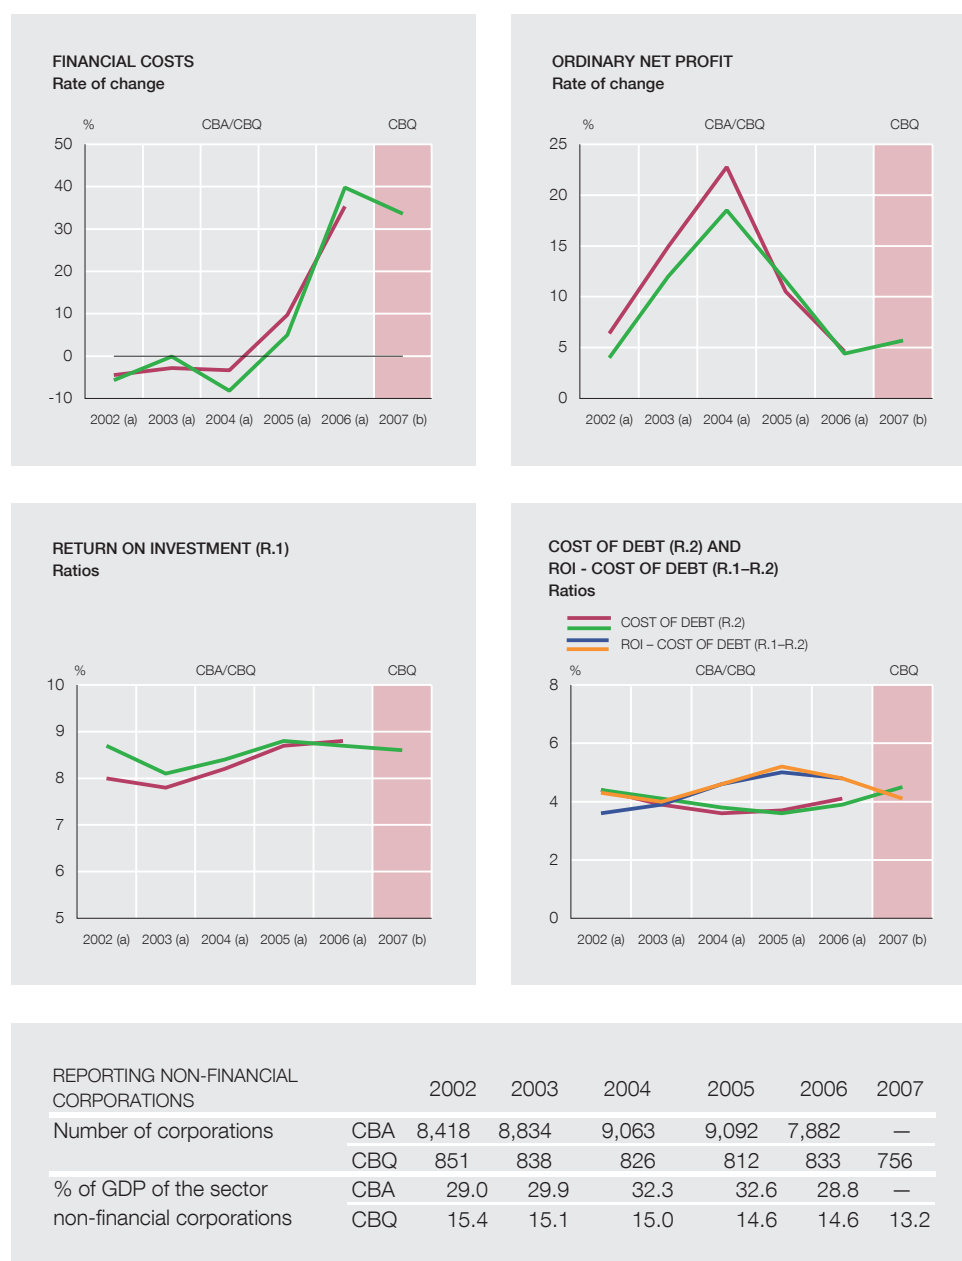 FINANCIAL COSTS
Rate of change
% CBA/CBQ CBQ
50
40
30
20
10
0
-10
2002 (a) 2003 (a) 2004 (a) 2005 (a) 2006 (a) 2007 (b)
ORDINARY NET PROFIT
Rate of change
% CBA/CBQ CBQ
25
20
15
10
5
0
2002 (a) 2003 (a) 2004 (a) 2005 (a) 2006 (a) 2007 (b)
RETURN ON INVESTMENT (R.1)
Ratios
% CBA/CBQ CBQ
10
9
8
7
6
5
2002 (a) 2003 (a) 2004 (a) 2005 (a) 2006 (a) 2007 (b)
COST OF DEBT (R.2) AND
ROI - COST OF DEBT (R.1–R.2)
Ratios
COST OF DEBT (R.2)
ROI – COST OF DEBT (R.1–R.2)
% CBA/CBQ CBQ
8
6
4
2
0
2002 (a) 2003 (a) 2004 (a) 2005 (a) 2006 (a) 2007 (b)
REPORTING NON-FINANCIAL
CORPORATIONS
2002 2003 2004 2005 2006 2007
Number of corporations CBA 8,418 8,834 9,063 9,092 7,882 —
CBQ 851 838 826 812 833 756
% of GDP of the sector CBA 29.0 29.9 32.3 32.6 28.8 —
non-financial corporations CBQ 15.4 15.1 15.0 14.6 14.6 13.2